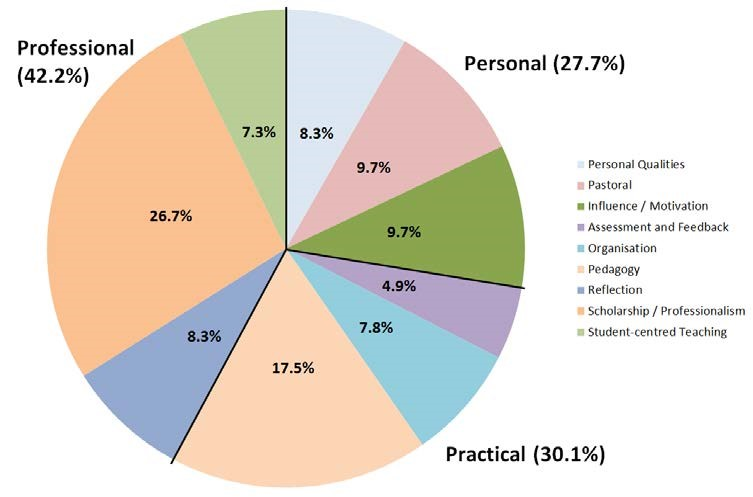 Professional
(42.2%)
Personal (27.7%)
7.3%
8.3%
9.7%
26.7%
9.7%
4.9%
7.8%
8.3%
17.5%
Personal Qualities
Pastoral
Influence / Motivation
Assessment and Feedback
Organisation
Pedagogy
Reflection
Scholarship / Professionalism
Student-centred Teaching
Practical (30.1%)